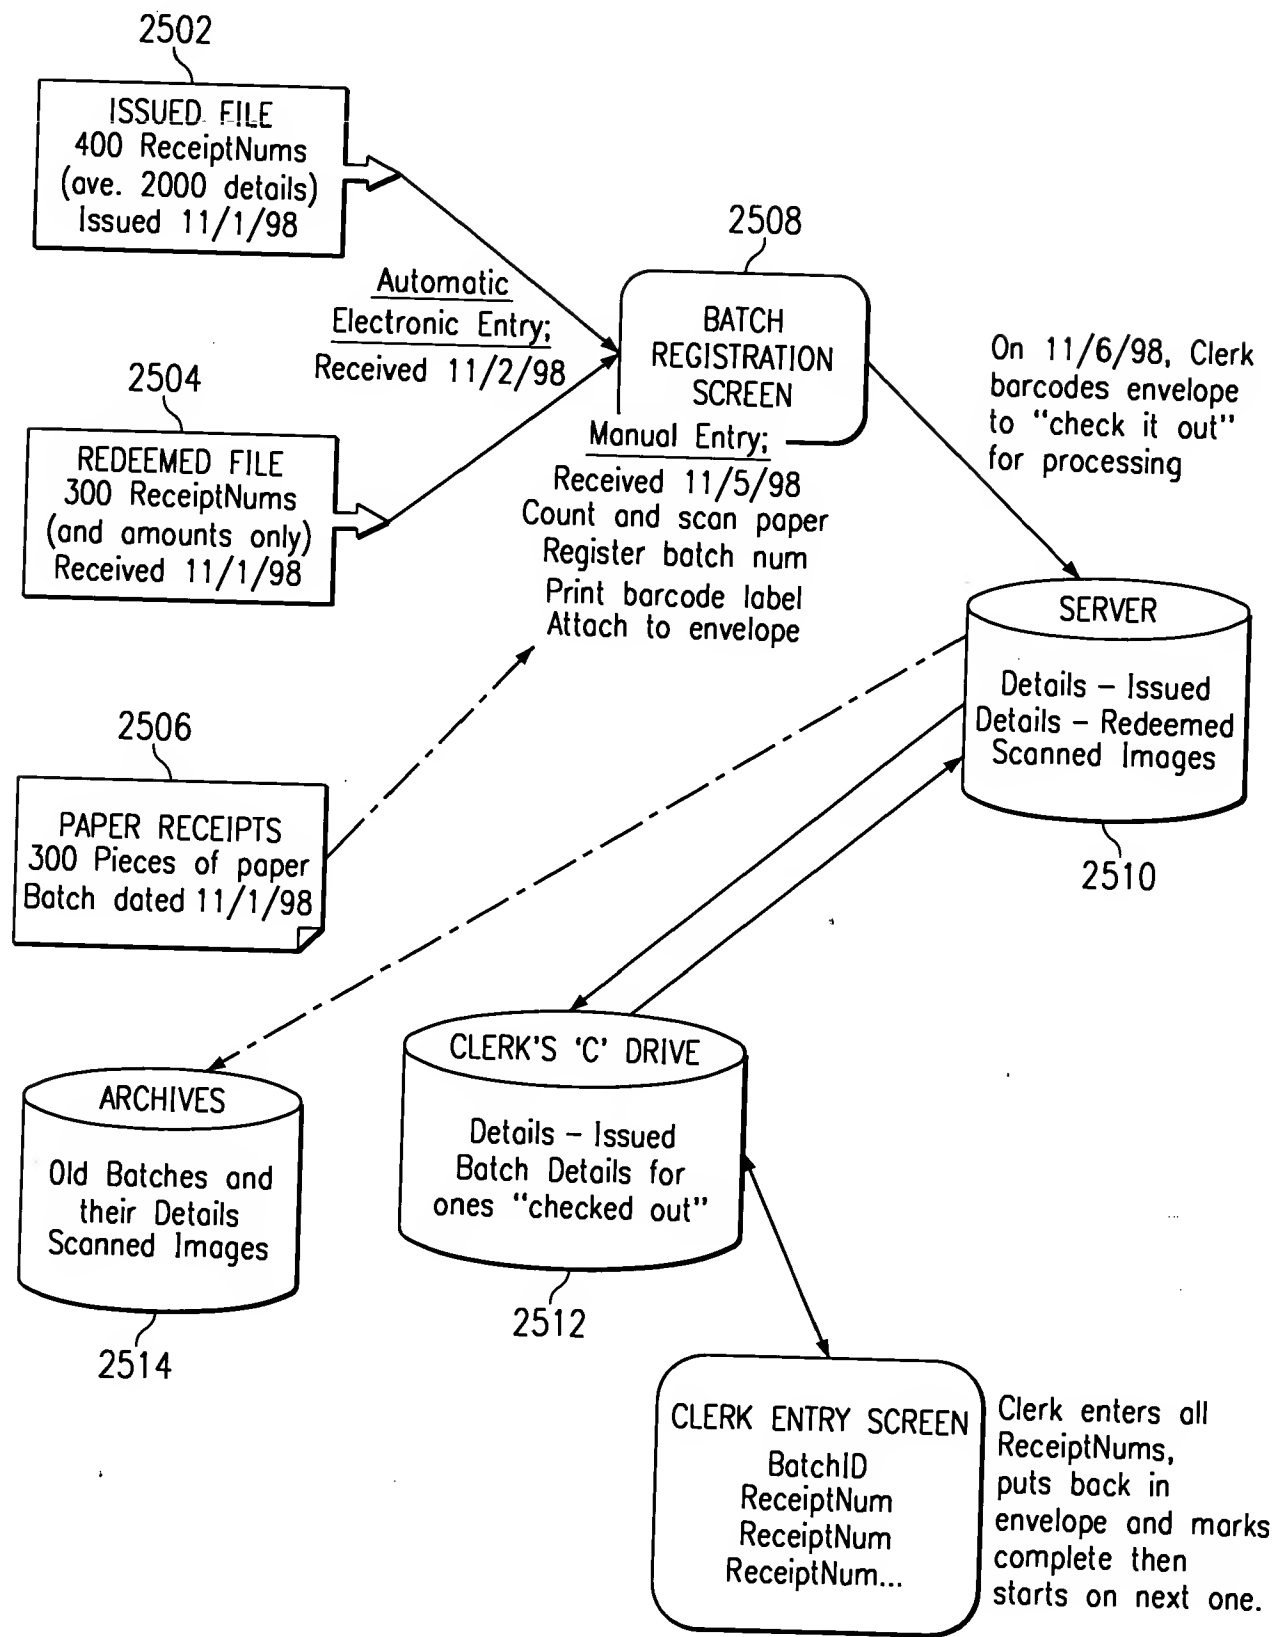 2502
ISSUED FILE
400 ReceiptNums
(ave. 2000 details)
Issued 11/1/98
2508
Automatic
Electronic Entry;
Received 11/2/98
BATCH
REGISTRATION
SCREEN
On 11/6/98, Clerk
barcodes envelope
to “check it out”
for processing
2504
REDEEMED FILE
300 ReceiptNums
(and amounts only)
Received 11/1/98
Manual Entry;
Received 11/5/98
Count and scan paper
Register batch num
Print barcode label
Attach to envelope
SERVER
Details – Issued
Details – Redeemed
Scanned Images
2510
2506
PAPER RECEIPTS
300 Pieces of paper
Batch dated 11/1/98
CLERK'S 'C' DRIVE
Details – Issued
Batch Details for
ones “checked out”
2512
ARCHIVES
Old Batches and
their Details
Scanned Images
2514
CLERK ENTRY SCREEN
BatchID
ReceiptNum
ReceiptNum
ReceiptNum...
Clerk enters all
ReceiptNums,
puts back in
envelope and marks
complete then
starts on next one.